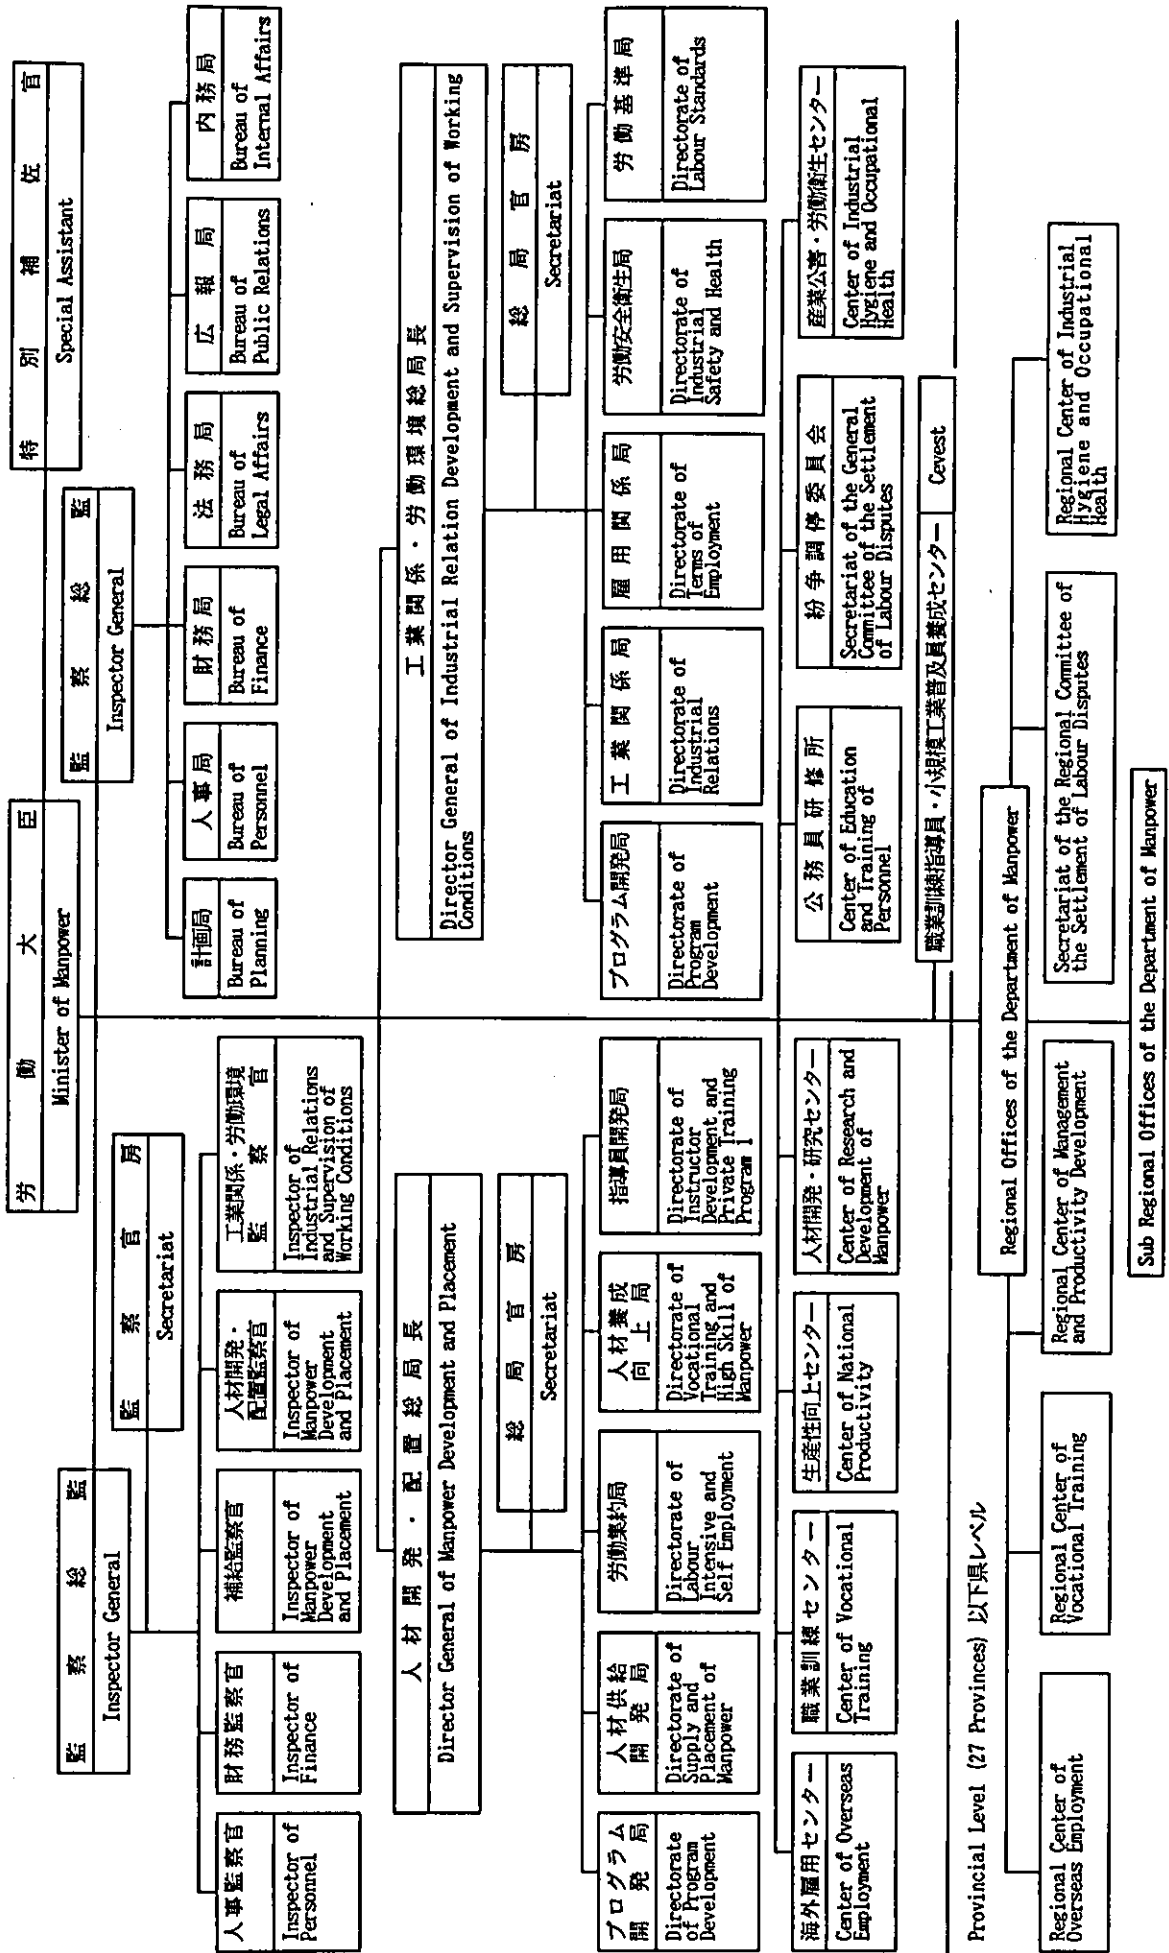 労働大臣
Minister of Manpower
特別補佐官
Special Assistant
監察総監
Inspector General
監察総監
Inspector General
監察官房
Secretariat
人事監察官
Inspector of
Personnel
財務監察官
Inspector of
Finance
補給監察官
Inspector of
Manpower
Development
and Placement
人材開発・
配置監察官
Inspector of
Manpower
Development
and Placement
工業関係・労働環境
監察官
Inspector of
Industrial Relations
and Supervision of
Working Conditions
計画局
Bureau of
Planning
人事局
Bureau of
Personnel
財務局
Bureau of
Finance
法務局
Bureau of
Legal Affairs
広報局
Bureau of
Public Relations
内務局
Bureau of
Internal Affairs
人材開発・配置総局長
Director General of Manpower Development and Placement
工業関係・労働環境総局長
Director General of Industrial Relation Development and Supervision of Working
Conditions
総局官房
Secretariat
総局官房
Secretariat
プログラム
開発局
Directorate
of Program
Development
人材供給
開発局
Directorate of
Supply and
Placement of
Manpower
労働集約局
Directorate of
Labour
Intensive and
Self Employment
人材養成
向上局
Directorate of
Vocational
Training and
High Skill of
Manpower
指導員開発局
Directorate of
Instructor
Development and
Private Training
Program 1
プログラム開発局
Directorate of
Program
Development
工業関係局
Directorate of
Industrial
Relations
雇用関係局
Directorate of
Terms of
Employment
労働安全衛生局
Directorate of
Industrial
Safety and Health
労働基準局
Directorate of
Labour Standards
海外雇用センター
Center of Overseas
Employment
職業訓練センター
Center of Vocational
Training
生産性向上センター
Center of National
Productivity
人材開発・研究センター
Center of Research and
Development of
Manpower
公務員研修所
Center of Education
and Training of
Personnel
紛争調停委員会
Secretariat of the General
Committee of the Settlement
of Labour Disputes
産業公害・労働衛生センター
Center of Industrial
Hygiene and Occupational
Health
職業訓練指導員・小規模工業普及員養成センター Cevest
Provincial Level (27 Provinces) 以下県レベル
Regional Offices of the Department of Manpower
Regional Center of
Overseas Employment
Regional Center of
Vocational Training
Regional Center of Management
and Productivity Development
Secretariat of the Regional Committee of
the Settlement of Labour Disputes
Regional Center of Industrial
Hygiene and Occupational
Health
Sub Regional Offices of the Department of Manpower